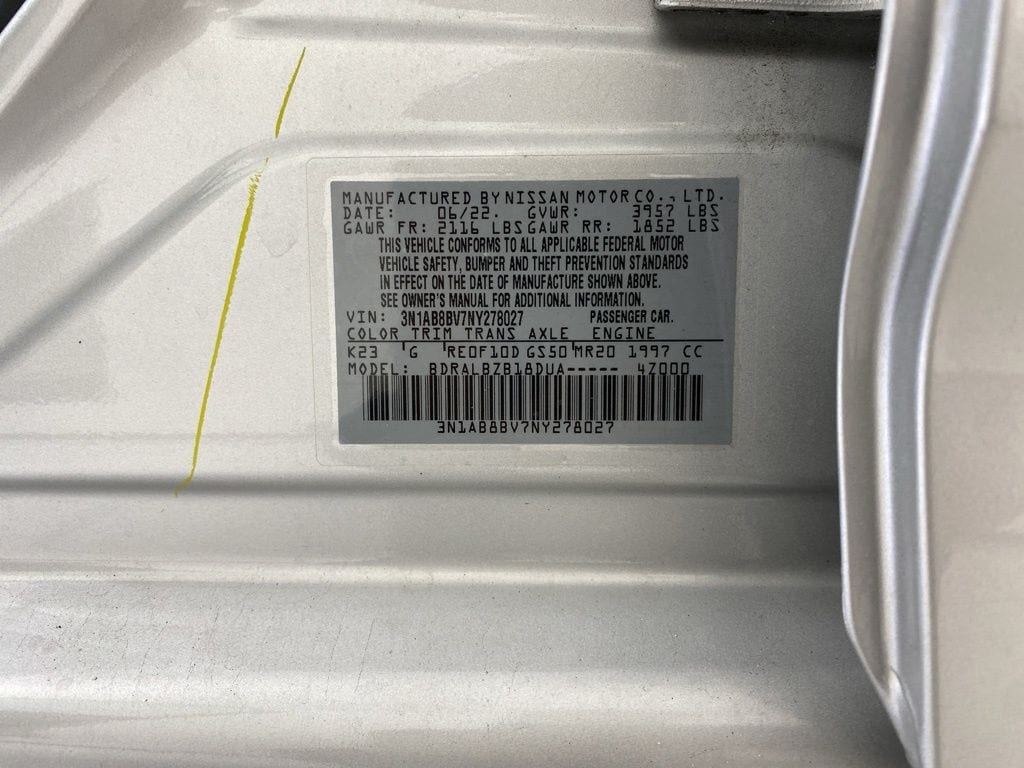 MANUFACTURED BY NISSAN MOTOR CO., LTD.
DATE: 06/22. GVWR: 3957 LBS
GAWR FR: 2116 LBS GAWR RR: 1852 LBS
THIS VEHICLE CONFORMS TO ALL APPLICABLE FEDERAL MOTOR
VEHICLE SAFETY, BUMPER AND THEFT PREVENTION STANDARDS
IN EFFECT ON THE DATE OF MANUFACTURE SHOWN ABOVE.
SEE OWNER'S MANUAL FOR ADDITIONAL INFORMATION.
VIN: 3N1AB8BV7NY278027 PASSENGER CAR.
COLOR TRIM TRANS AXLE ENGINE
K23 G RE0F10D GS50 MR20 1997 CC
MODEL: BDRALBZB18DUA----- 4Z000
3N1AB8BV7NY278027